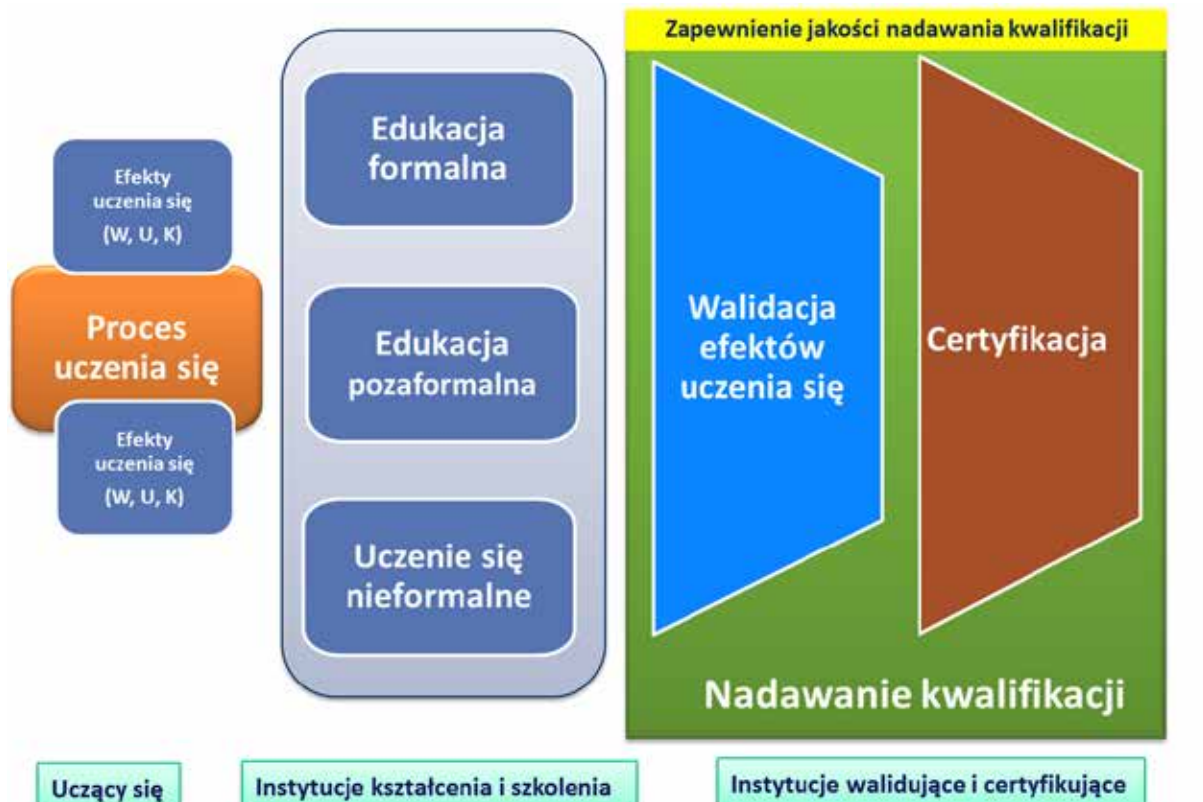 Zapewnienie jakości nadawania kwalifikacji
Efekty
uczenia się
(W, U, K)
Proces
uczenia się
Efekty
uczenia się
(W, U, K)
Edukacja
formalna
Edukacja
pozaformalna
Uczenie się
nieformalne
Walidacja
efektów
uczenia się
Certyfikacja
Nadawanie kwalifikacji
Uczący się
Instytucje kształcenia i szkolenia
Instytucje walidujące i certyfikujące